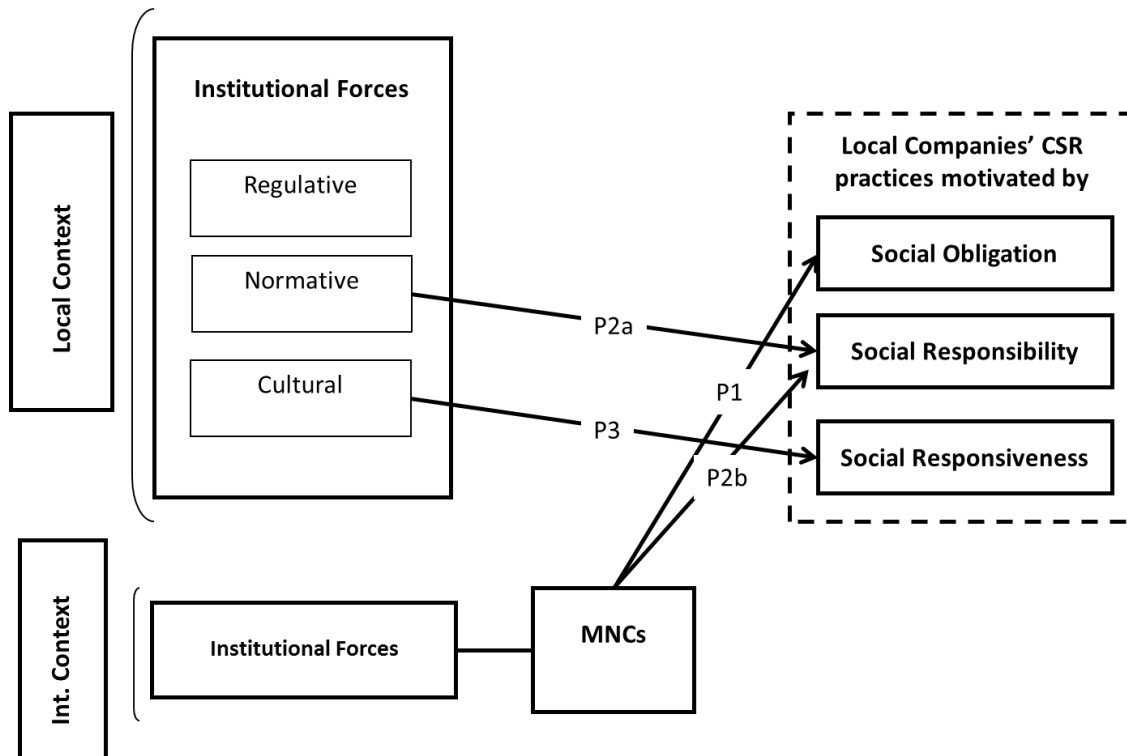 Local Context
Institutional Forces
Regulative
Normative
Cultural
P2a
P1
P3
P2b
Local Companies’ CSR
practices motivated by
Social Obligation
Social Responsibility
Social Responsiveness
Int. Context
Institutional Forces
MNCs